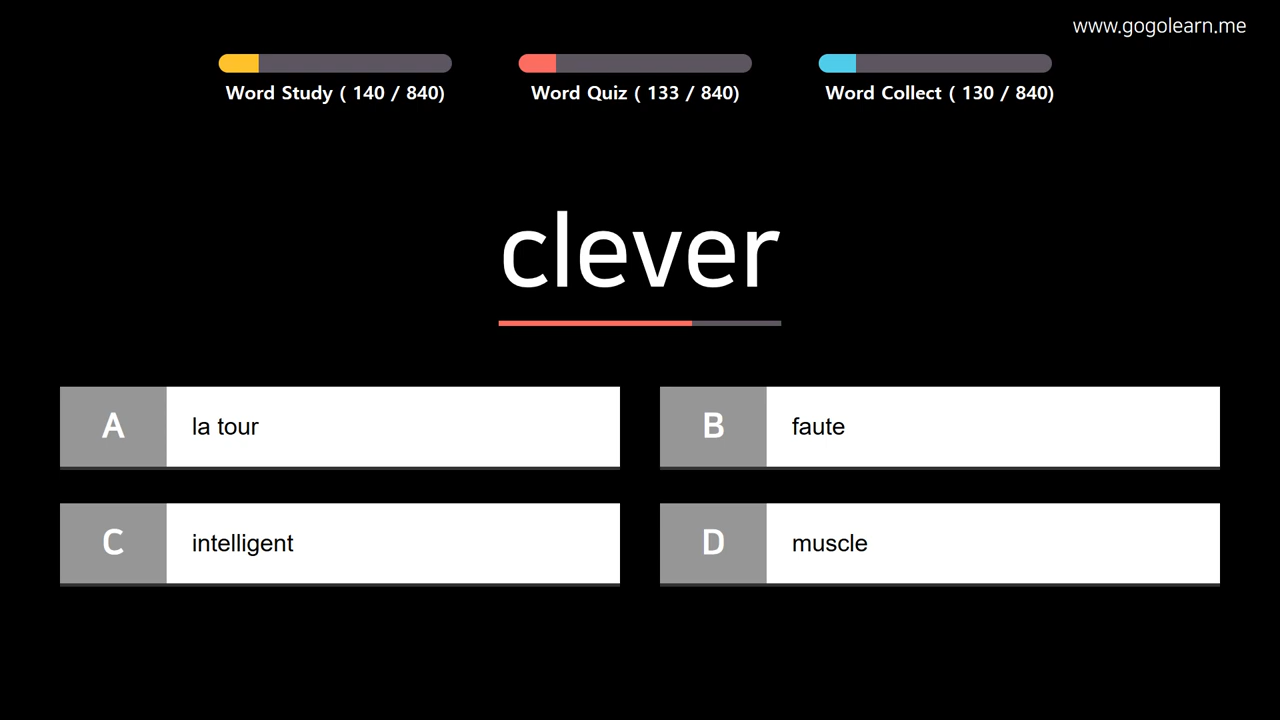 www.gogolearn.me
Word Study ( 140 / 840)
Word Quiz ( 133 / 840)
Word Collect ( 130 / 840)
clever
A
la tour
B
faute
C
intelligent
D
muscle